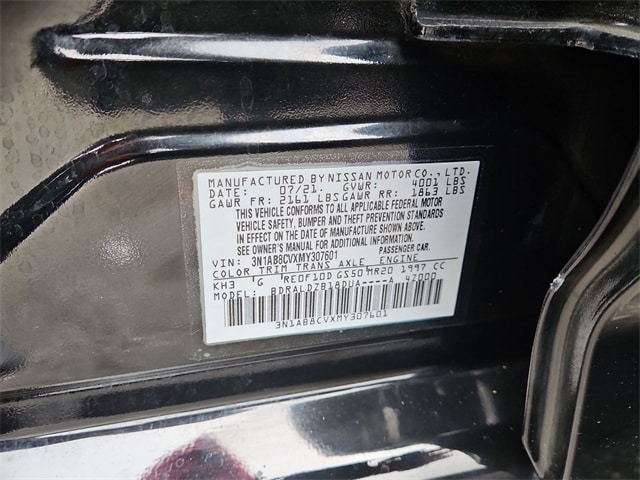 MANUFACTURED BY NISSAN MOTOR CO., LTD.
DATE: 07/21. GVWR: 4001 LBS
GAWR FR: 2161 LBS GAWR RR: 1863 LBS
THIS VEHICLE CONFORMS TO ALL APPLICABLE FEDERAL MOTOR
VEHICLE SAFETY, BUMPER AND THEFT PREVENTION STANDARDS
IN EFFECT ON THE DATE OF MANUFACTURE SHOWN ABOVE.
SEE OWNER'S MANUAL FOR ADDITIONAL INFORMATION.
VIN: 3N1AB8CVXMY307601 PASSENGER CAR.
COLOR TRIM TRANS AXLE ENGINE
KH3 G RE0F10D GS50 MR20 1997 CC
MODEL: BDRALDZB18DUA----A 42000
3N1AB8CVXMY307601